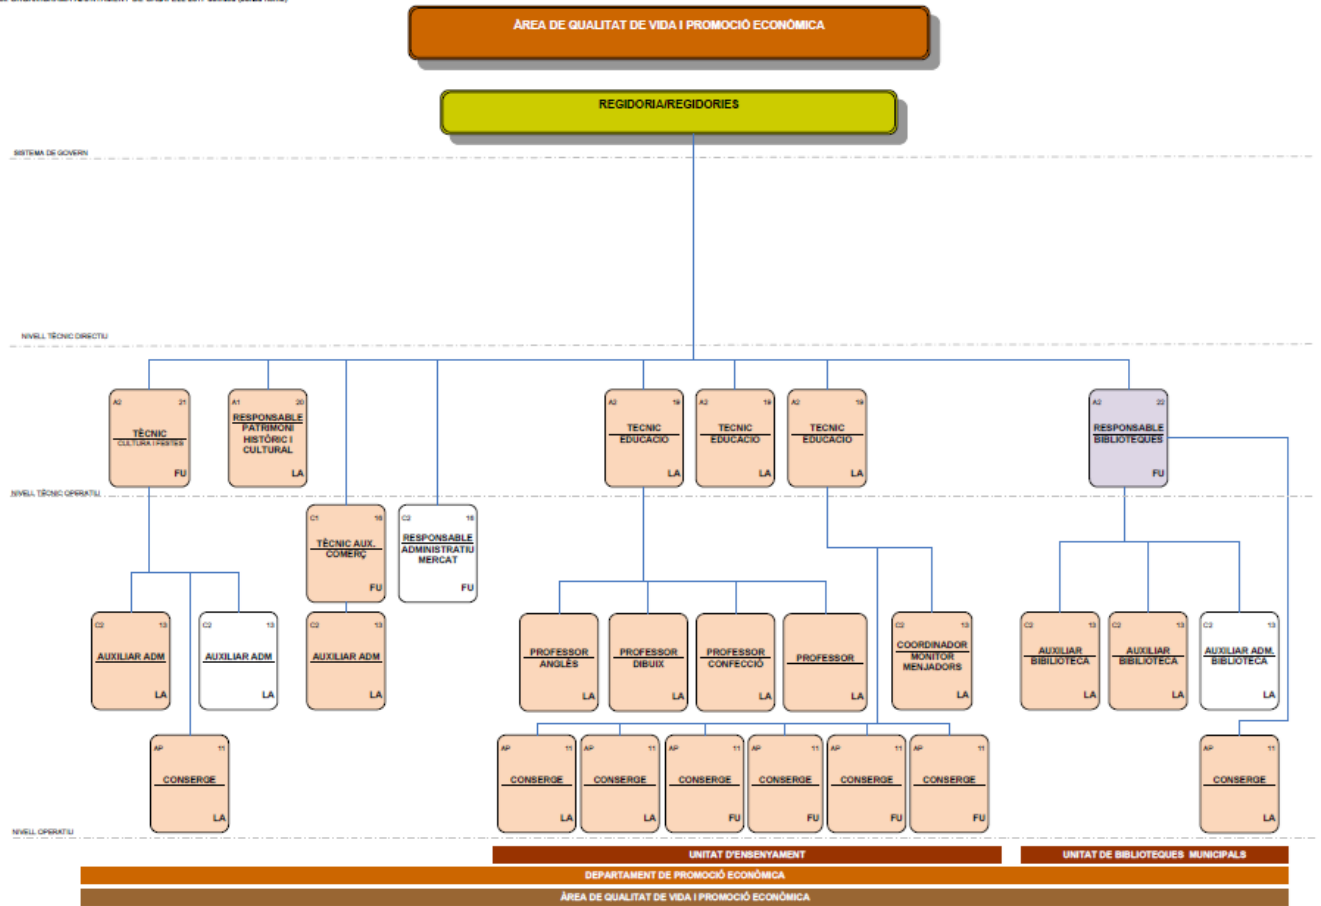 ÀREA DE QUALITAT DE VIDA I PROMOCIÓ ECONÒMICA
REGIDORIA/REGIDORIES
SISTEMA DE GOVERN
NIVELL TÈCNIC DIRECTIU
A2 21
TÈCNIC
CULTURA I FESTES
FU
A1 20
RESPONSABLE
PATRIMONI
HISTÒRIC I
CULTURAL
LA
A2 19
TECNIC
EDUCACIO
LA
A2 19
TECNIC
EDUCACIO
LA
A2 19
TECNIC
EDUCACIO
LA
A2 22
RESPONSABLE
BIBLIOTEQUES
FU
NIVELL TÈCNIC OPERATIU
C1 16
TÈCNIC AUX.
COMERÇ
FU
C2 18
RESPONSABLE
ADMINISTRATIU
MERCAT
FU
C2 13
AUXILIAR ADM
LA
C2 13
AUXILIAR ADM
LA
C2 13
AUXILIAR ADM
LA
PROFESSOR
ANGLÈS
LA
PROFESSOR
DIBUIX
LA
PROFESSOR
CONFECCIÓ
LA
PROFESSOR
LA
C2 13
COORDINADOR
MONITOR
MENJADORS
LA
C2 13
AUXILIAR
BIBILIOTECA
LA
C2 13
AUXILIAR
BIBILIOTECA
LA
C2 13
AUXILIAR ADM.
BIBLIOTECA
LA
AP 11
CONSERGE
LA
AP 11
CONSERGE
LA
AP 11
CONSERGE
LA
AP 11
CONSERGE
FU
AP 11
CONSERGE
FU
AP 11
CONSERGE
FU
AP 11
CONSERGE
FU
AP 11
CONSERGE
LA
NIVELL OPERATIU
UNITAT D'ENSENYAMENT
UNITAT DE BIBLIOTEQUES MUNICIPALS
DEPARTAMENT DE PROMOCIÓ ECONÒMICA
ÀREA DE QUALITAT DE VIDA I PROMOCIÓ ECONÒMICA